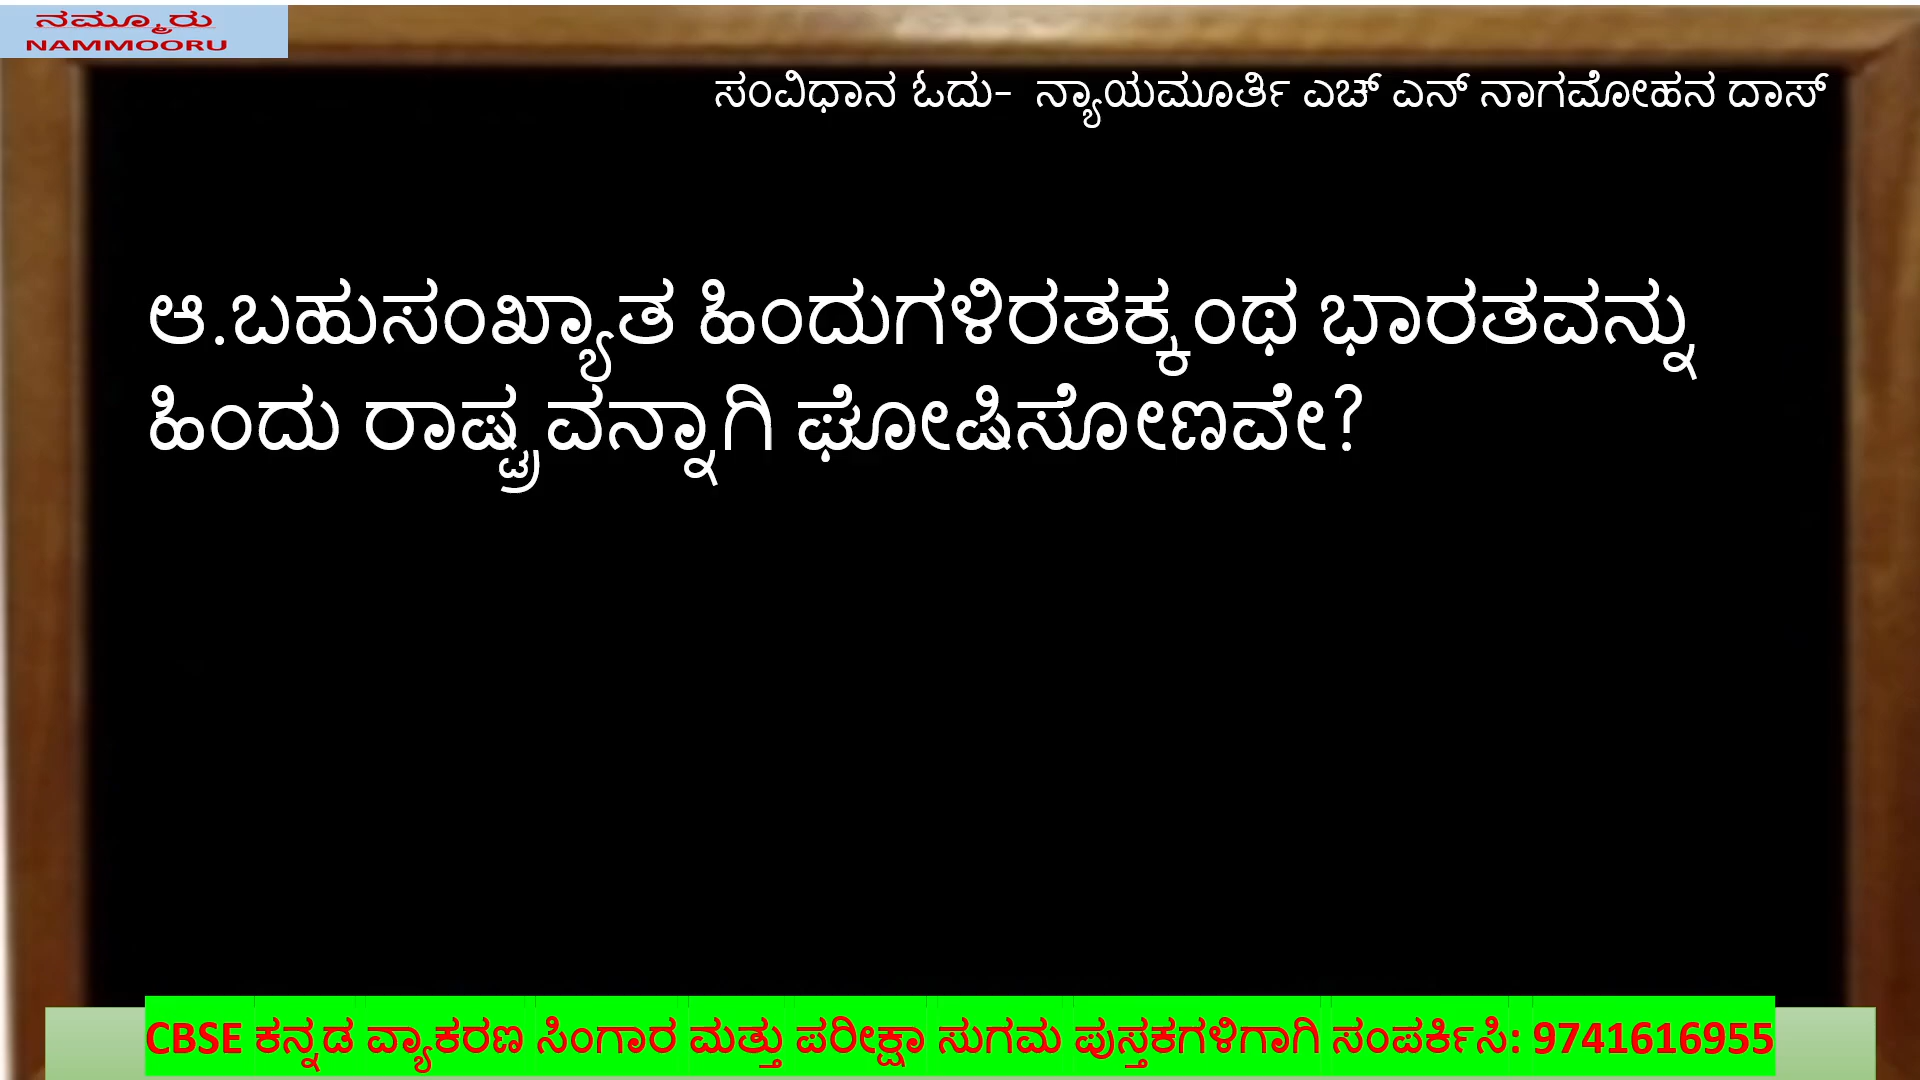 ನಮ್ಮೂರು
NAMMOORU
ಸಂವಿಧಾನ ಓದು- ನ್ಯಾಯಮೂರ್ತಿ ಎಚ್ ಎನ್ ನಾಗಮೋಹನ ದಾಸ್
ಆ.ಬಹುಸಂಖ್ಯಾತ ಹಿಂದುಗಳಿರತಕ್ಕಂಥ ಭಾರತವನ್ನು
ಹಿಂದು ರಾಷ್ಟ್ರವನ್ನಾಗಿ ಘೋಷಿಸೋಣವೇ?
CBSE ಕನ್ನಡ ವ್ಯಾಕರಣ ಸಿಂಗಾರ ಮತ್ತು ಪರೀಕ್ಷಾ ಸುಗಮ ಪುಸ್ತಕಗಳಿಗಾಗಿ ಸಂಪರ್ಕಿಸಿ: 9741616955